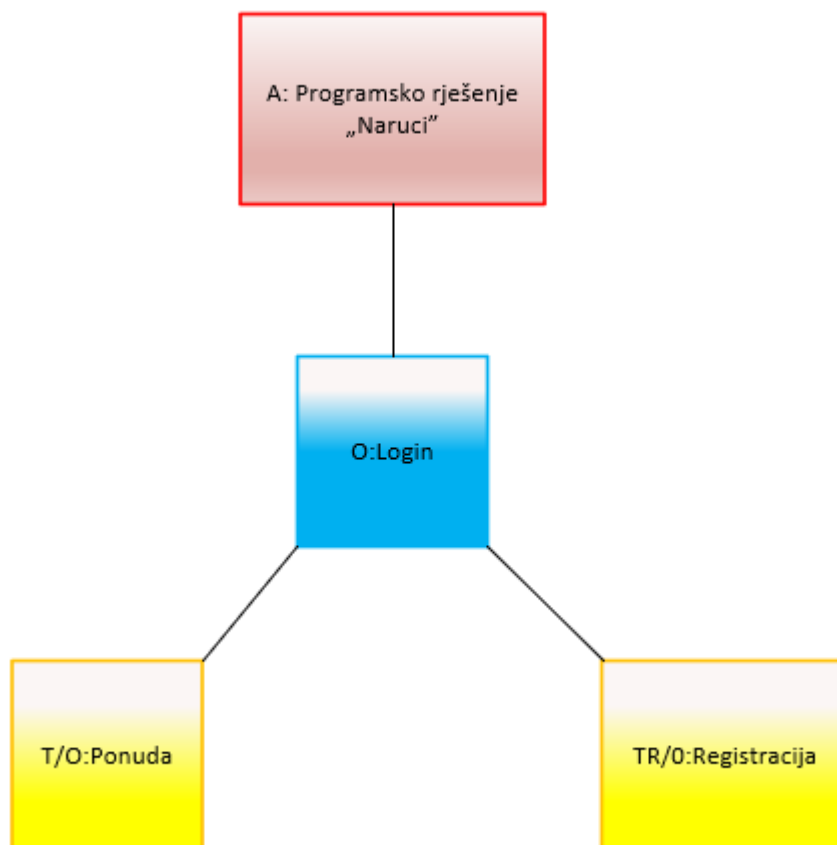 A: Programsko rješenje
„Naruci”
O:Login
T/O:Ponuda
TR/0:Registracija